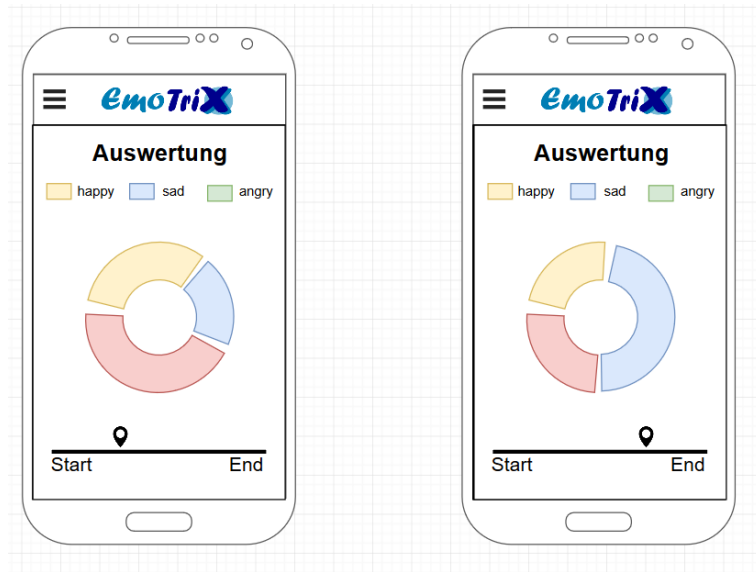 EmoTriX
Auswertung
happy sad angry
Start End
EmoTriX
Auswertung
happy sad angry
Start End